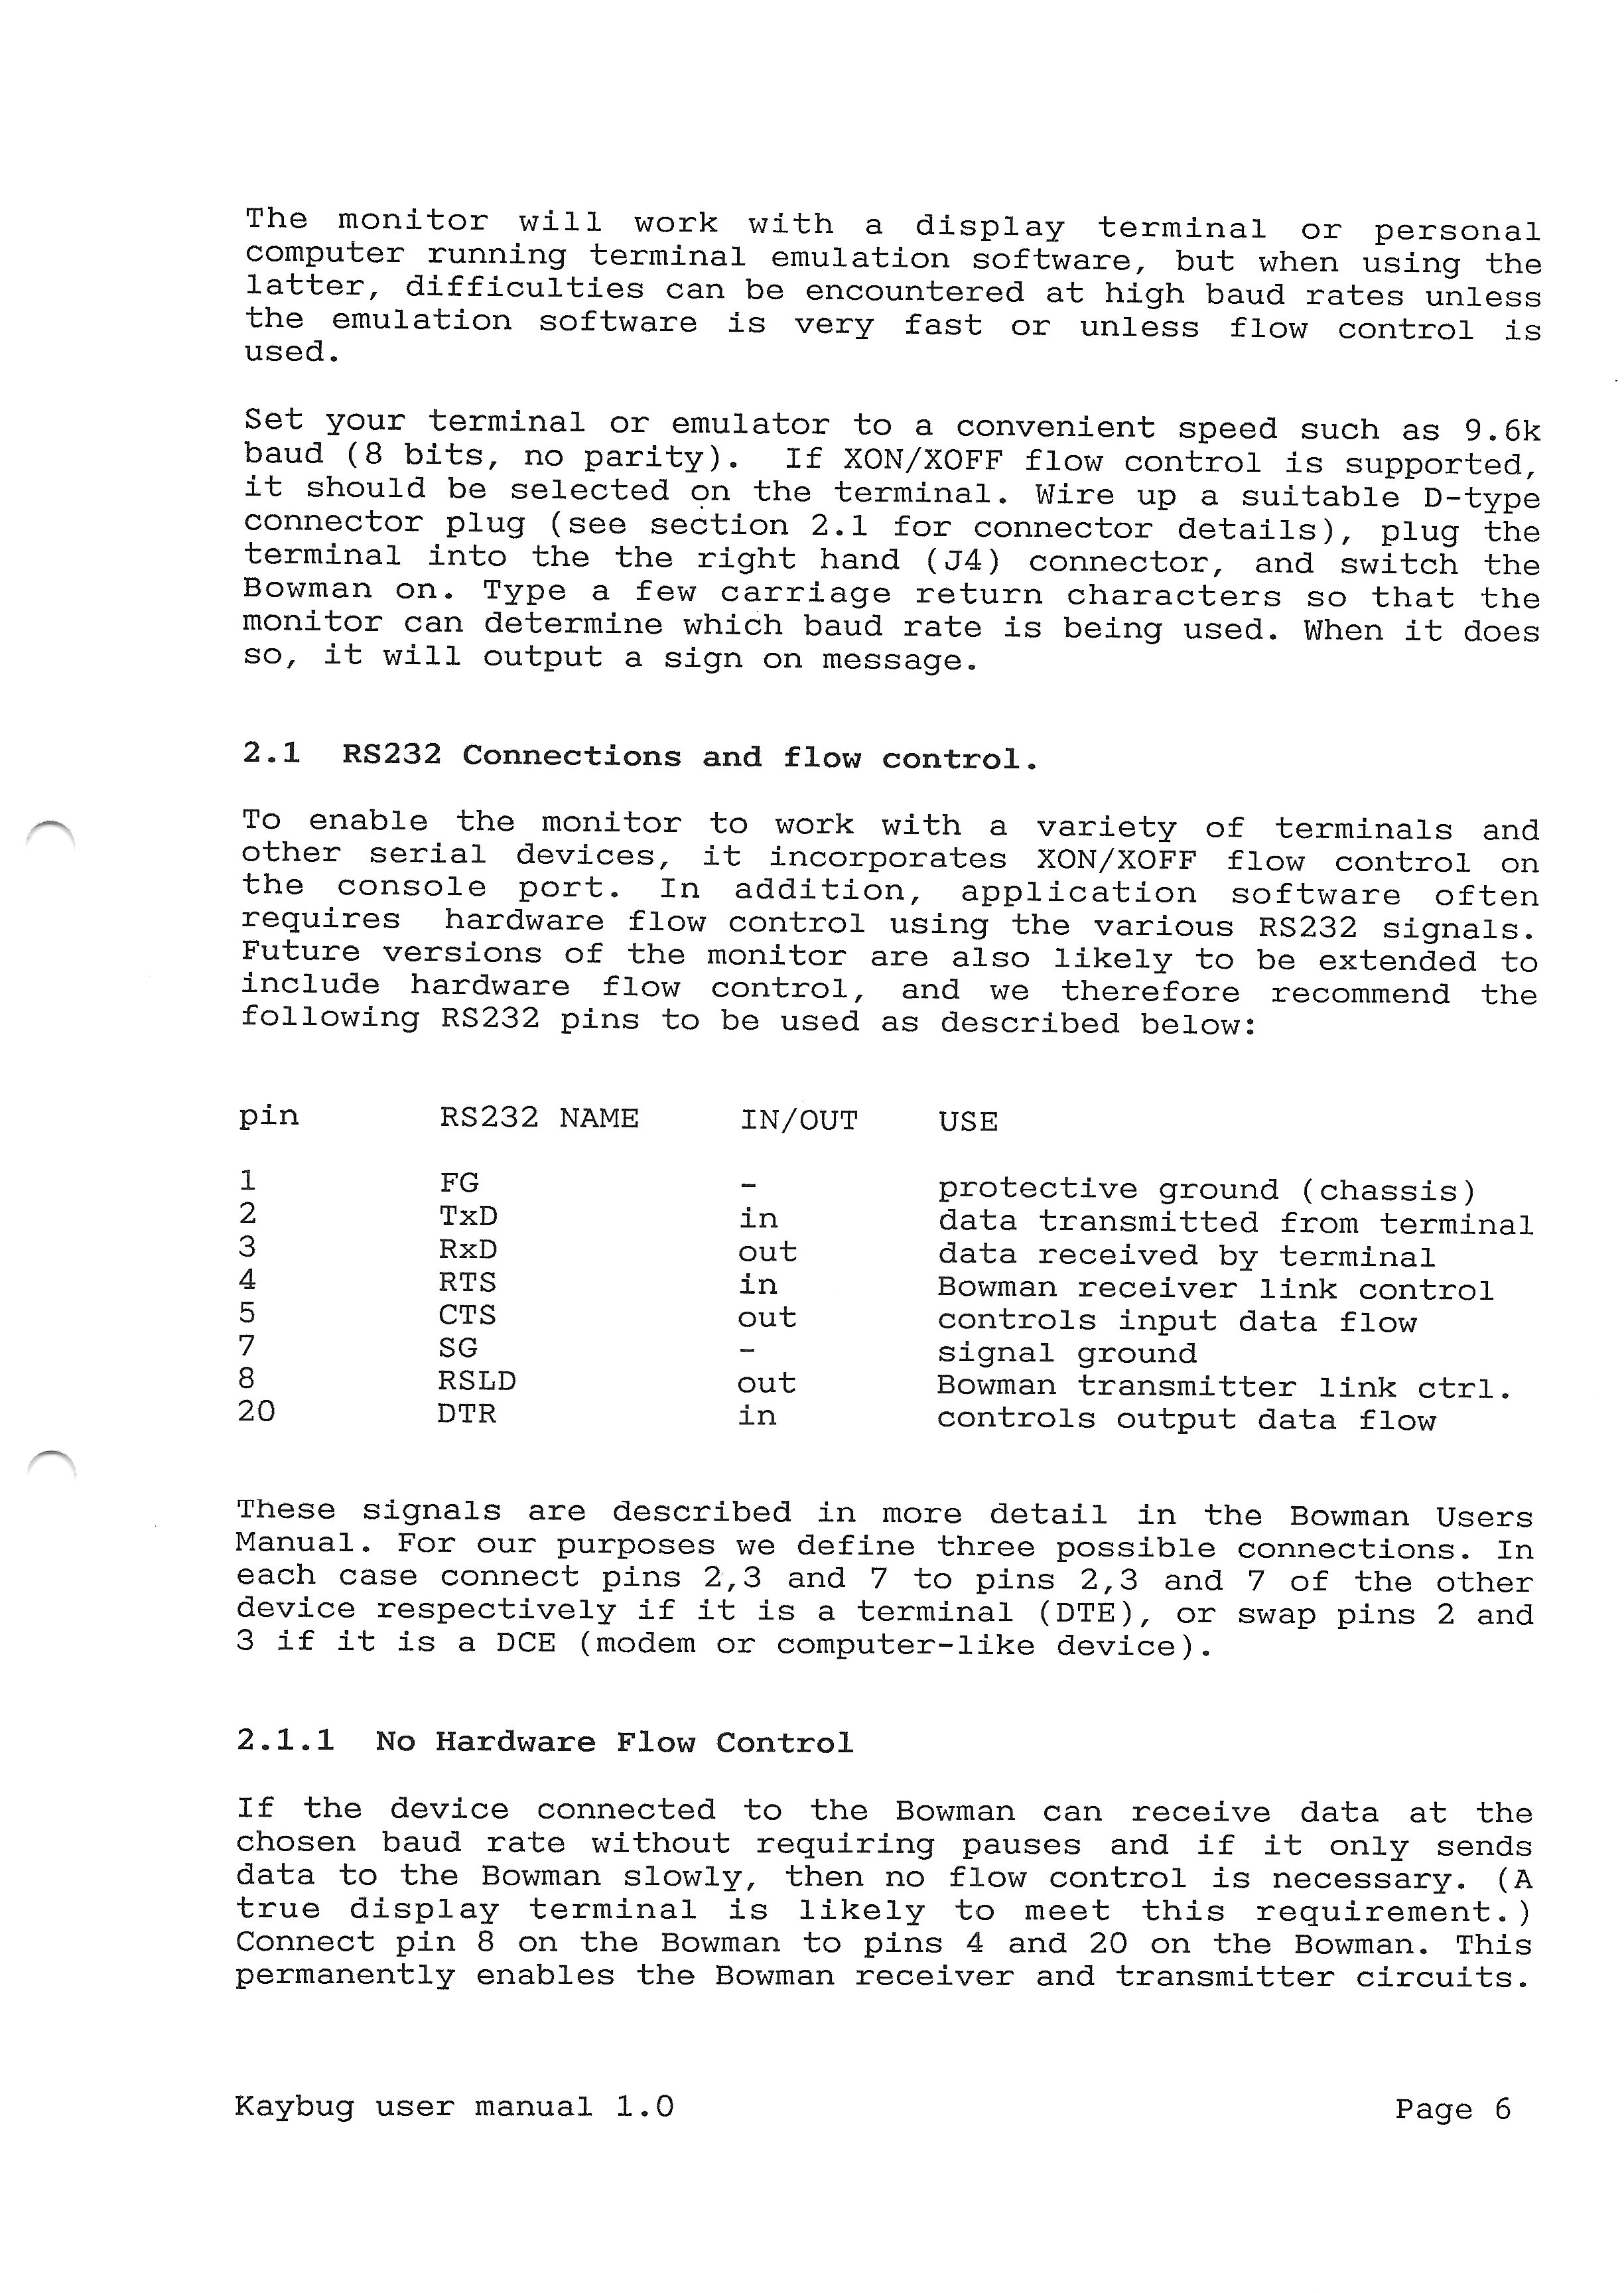 The monitor will work with a display terminal or personal
computer running terminal emulation software, but when using the
latter, difficulties can be encountered at high baud rates unless
the emulation software is very fast or unless flow control is
used.
Set your terminal or emulator to a convenient speed such as 9.6k
baud (8 bits, no parity). If XON/XOFF flow control is supported,
it should be selected on the terminal. Wire up a suitable D-type
connector plug (see section 2.1 for connector details), plug the
terminal into the the right hand (J4) connector, and switch the
Bowman on. Type a few carriage return characters so that the
monitor can determine which baud rate is being used. When it does
so, it will output a sign on message.
2.1 RS232 Connections and flow control.
To enable the monitor to work with a variety of terminals and
other serial devices, it incorporates XON/XOFF flow control on
the console port. In addition, application software often
requires hardware flow control using the various RS232 signals.
Future versions of the monitor are also likely to be extended to
include hardware flow control, and we therefore recommend the
following RS232 pins to be used as described below:
pin RS232 NAME IN/OUT USE
1 FG - protective ground (chassis)
2 TxD in data transmitted from terminal
3 RxD out data received by terminal
4 RTS in Bowman receiver link control
5 CTS out controls input data flow
7 SG - signal ground
8 RSLD out Bowman transmitter link ctrl.
20 DTR in controls output data flow
These signals are described in more detail in the Bowman Users
Manual. For our purposes we define three possible connections. In
each case connect pins 2,3 and 7 to pins 2,3 and 7 of the other
device respectively if it is a terminal (DTE), or swap pins 2 and
3 if it is a DCE (modem or computer-like device).
2.1.1 No Hardware Flow Control
If the device connected to the Bowman can receive data at the
chosen baud rate without requiring pauses and if it only sends
data to the Bowman slowly, then no flow control is necessary. (A
true display terminal is likely to meet this requirement.)
Connect pin 8 on the Bowman to pins 4 and 20 on the Bowman. This
permanently enables the Bowman receiver and transmitter circuits.
Kaybug user manual 1.0 Page 6